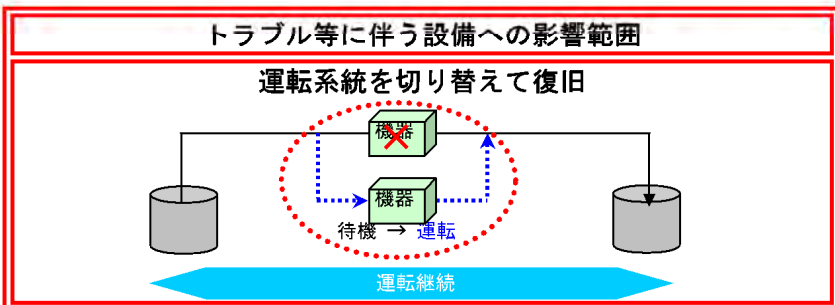 トラブル等に伴う設備への影響範囲
運転系統を切り替えて復旧
機器
機器
待機 → 運転
運転継続